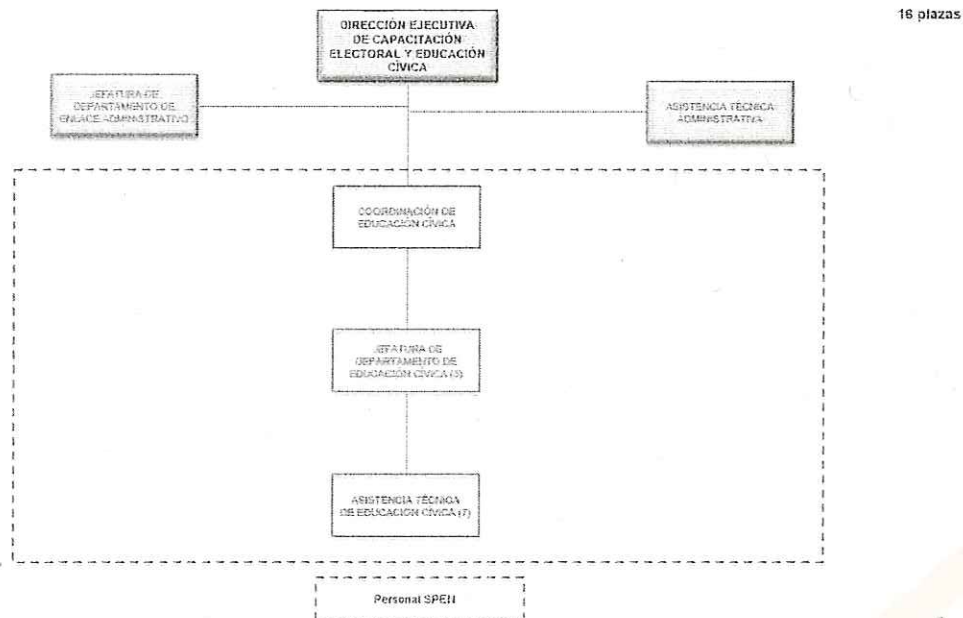 16 plazas
DIRECCIÓN EJECUTIVA
DE CAPACITACIÓN
ELECTORAL Y EDUCACIÓN
CÍVICA
JEFATURA DE
DEPARTAMENTO DE
ENLACE ADMINISTRATIVO
ASISTENCIA TÉCNICA
ADMINISTRATIVA
COORDINACIÓN DE
EDUCACIÓN CÍVICA
JEFATURA DE
DEPARTAMENTO DE
EDUCACIÓN CÍVICA
ASISTENCIA TÉCNICA
DE EDUCACIÓN CÍVICA (7)
Personal SPEN